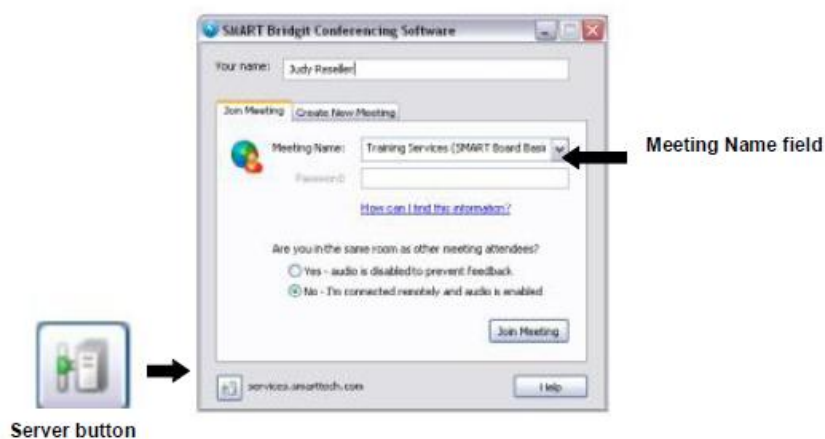 SMART Bridgit Conferencing Software
Your name: Judy Reseller
Join Meeting Create New Meeting
Meeting Name: Training Services (SMART Board Basi
Meeting Name field
Password:
How can I find this information?
Are you in the same room as other meeting attendees?
Yes - audio is disabled to prevent feedback
No - I'm connected remotely and audio is enabled
Join Meeting
services.smarttech.com
Help
Server button